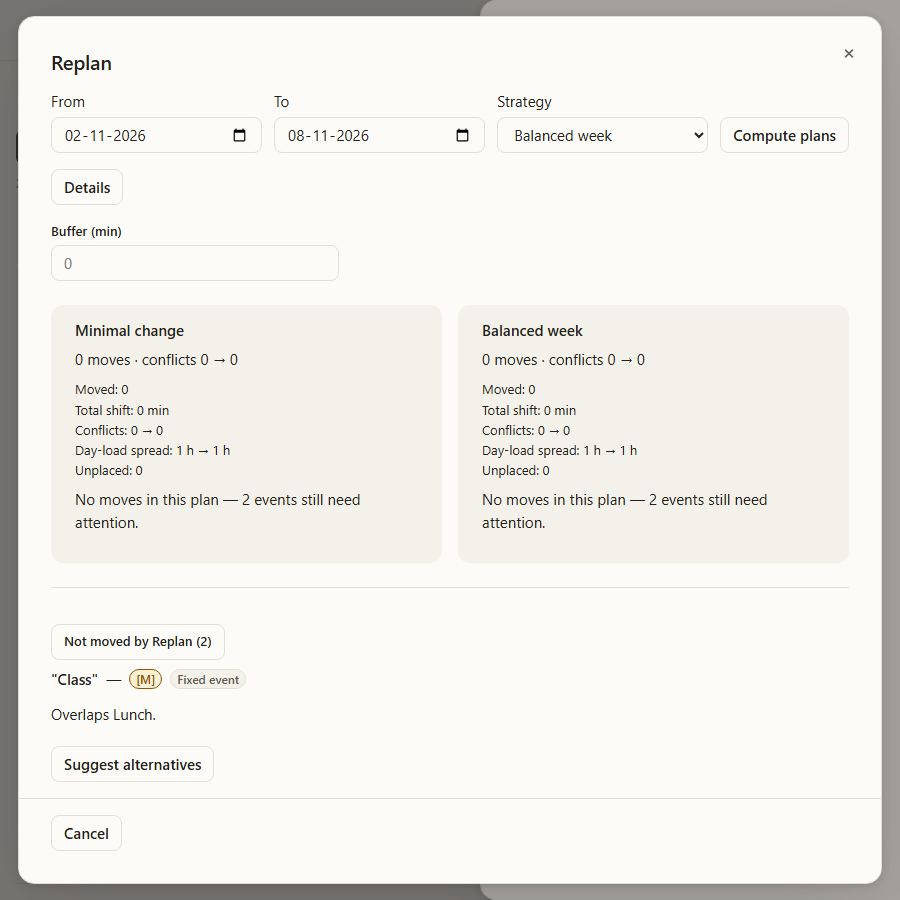 Replan
×
From To Strategy
02-11-2026 08-11-2026 Balanced week Compute plans
Details
Buffer (min)
0
Minimal change
0 moves · conflicts 0 → 0
Moved: 0
Total shift: 0 min
Conflicts: 0 → 0
Day-load spread: 1 h → 1 h
Unplaced: 0
No moves in this plan — 2 events still need
attention.
Balanced week
0 moves · conflicts 0 → 0
Moved: 0
Total shift: 0 min
Conflicts: 0 → 0
Day-load spread: 1 h → 1 h
Unplaced: 0
No moves in this plan — 2 events still need
attention.
Not moved by Replan (2)
"Class" — [M] Fixed event
Overlaps Lunch.
Suggest alternatives
Cancel